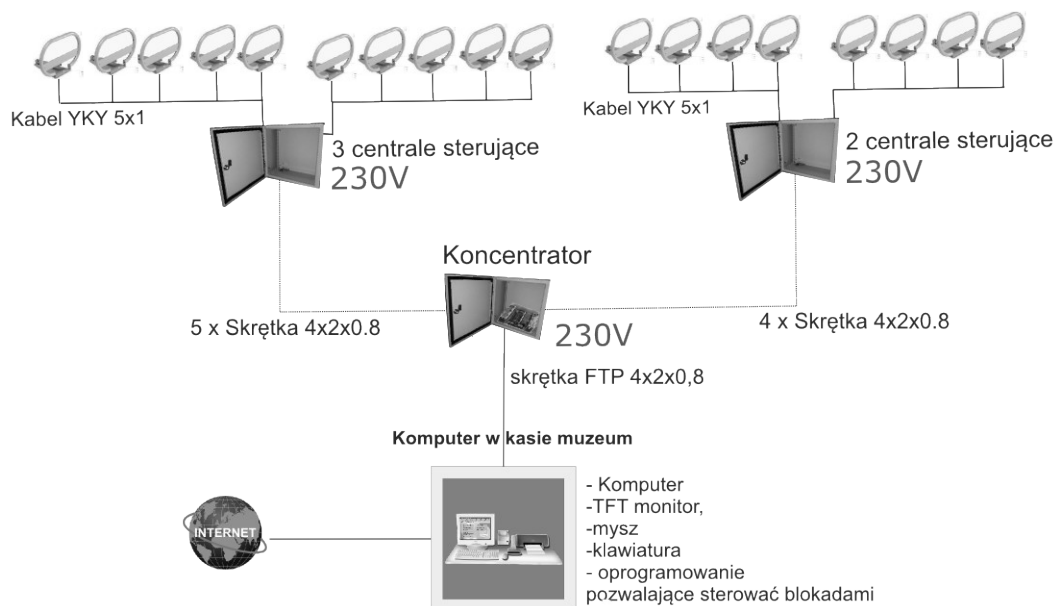 Kabel YKY 5x1
3 centrale sterujące
230V
Kabel YKY 5x1
2 centrale sterujące
230V
Koncentrator
230V
5 x Skrętka 4x2x0.8
4 x Skrętka 4x2x0.8
skrętka FTP 4x2x0,8
Komputer w kasie muzeum
INTERNET
- Komputer
-TFT monitor,
-mysz
-klawiatura
- oprogramowanie
pozwalające sterować blokadami